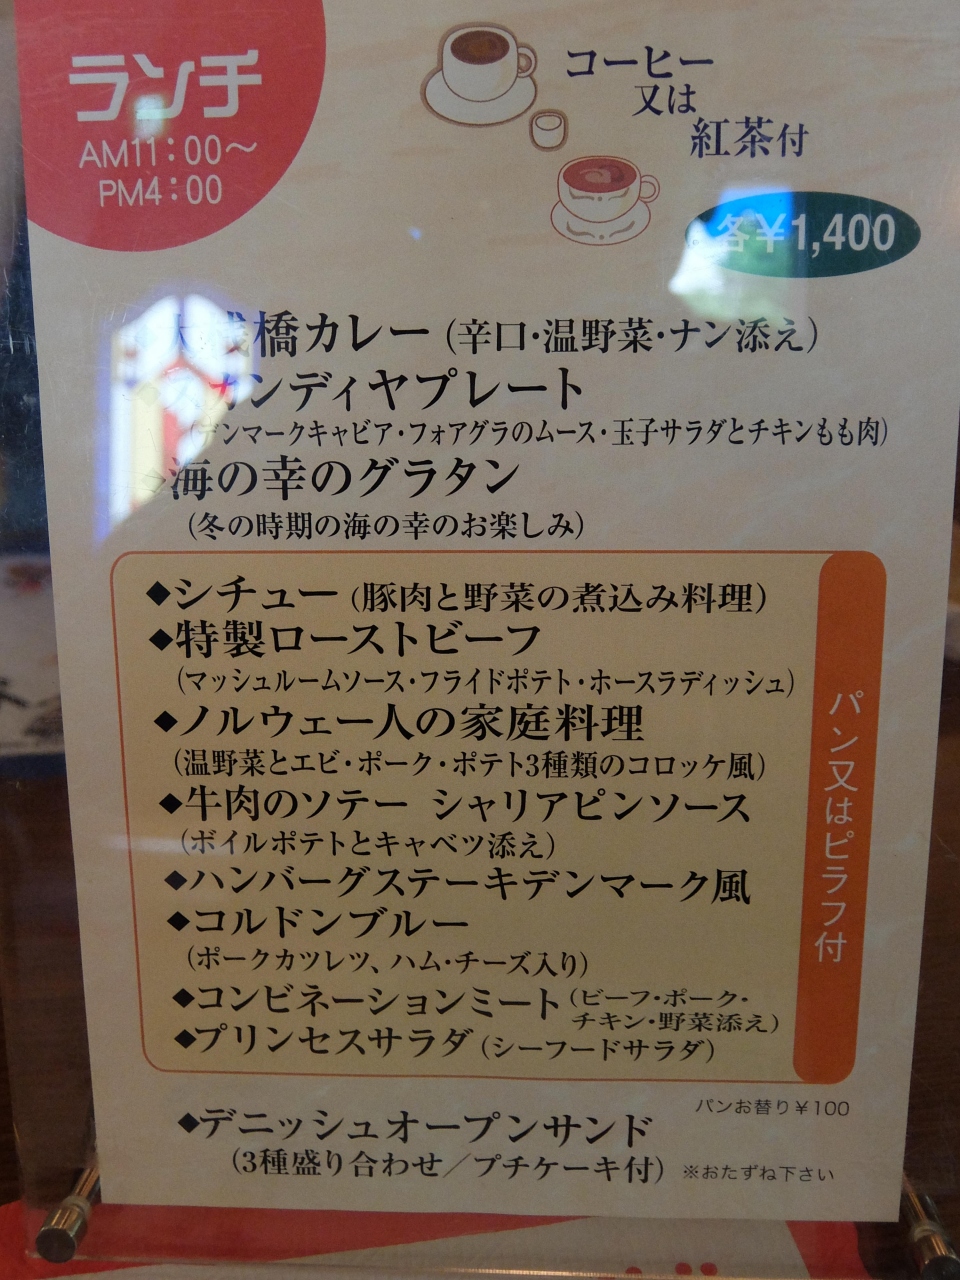 ランチ
AM11:00～
PM4:00
コーヒー
又は
紅茶付
各¥1,400
大桟橋カレー(辛口・温野菜・ナン添え)
スカンディヤプレート
(デンマークキャビア・フォアグラのムース・玉子サラダとチキンもも肉)
◆海の幸のグラタン
(冬の時期の海の幸のお楽しみ)
◆シチュー(豚肉と野菜の煮込み料理)
◆特製ローストビーフ
(マッシュルームソース・フライドポテト・ホースラディッシュ)
◆ノルウェー人の家庭料理
(温野菜とエビ・ポーク・ポテト3種類のコロッケ風)
◆牛肉のソテー シャリアピンソース
(ボイルポテトとキャベツ添え)
◆ハンバーグステーキデンマーク風
◆コルドンブルー
(ポークカツレツ、ハム・チーズ入り)
◆コンビネーションミート(ビーフ・ポーク・
チキン・野菜添え)
◆プリンセスサラダ(シーフードサラダ)
パン又はピラフ付
パンお替り¥100
◆デニッシュオープンサンド
(3種盛り合わせ／プチケーキ付) ※おたずね下さい